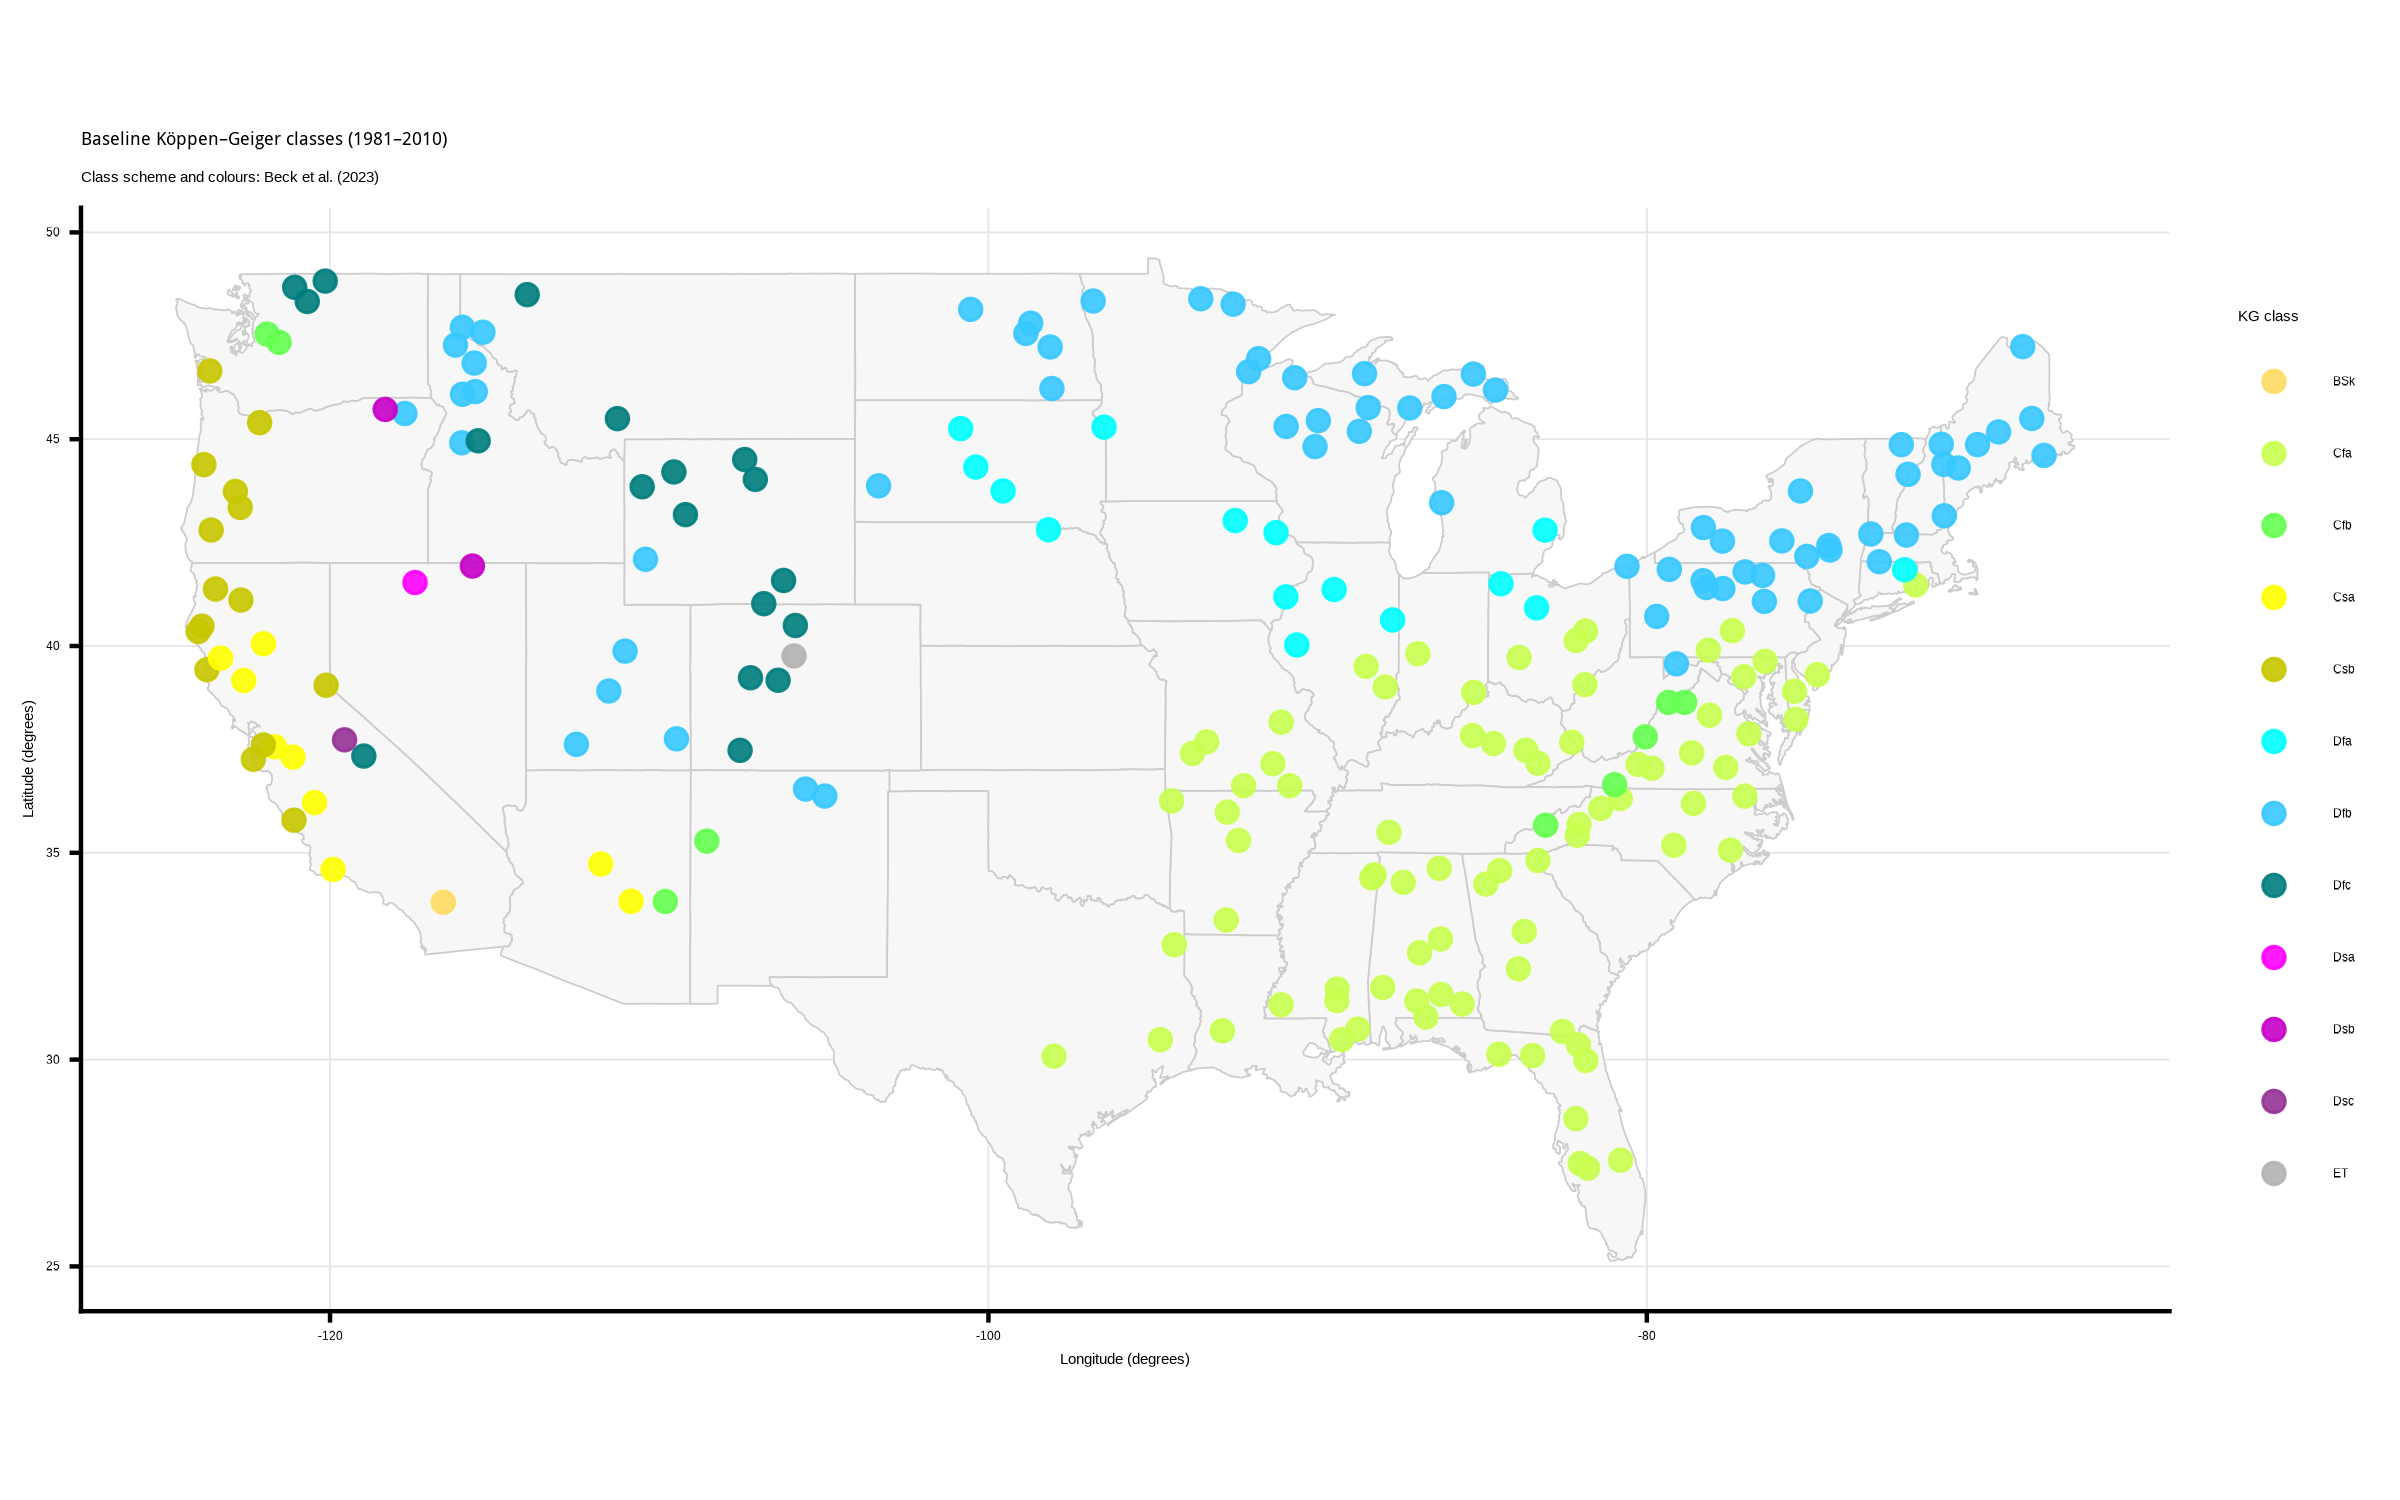 Baseline Köppen–Geiger classes (1981–2010)
Class scheme and colours: Beck et al. (2023)
50
45
40
35
30
25
Latitude (degrees)
-120
-100
-80
Longitude (degrees)
KG class
BSk
Cfa
Cfb
Csa
Csb
Dfa
Dfb
Dfc
Dsa
Dsb
Dsc
ET